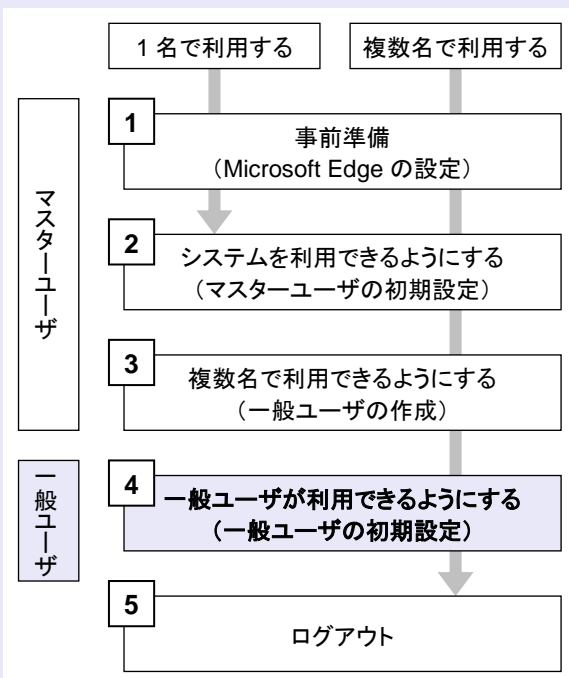 1 名で利用する
複数名で利用する
マスターユーザ
1
事前準備
（Microsoft Edge の設定）
2
システムを利用できるようにする
（マスターユーザの初期設定）
3
複数名で利用できるようにする
（一般ユーザの作成）
一般ユーザ
4
一般ユーザが利用できるようにする
（一般ユーザの初期設定）
5
ログアウト